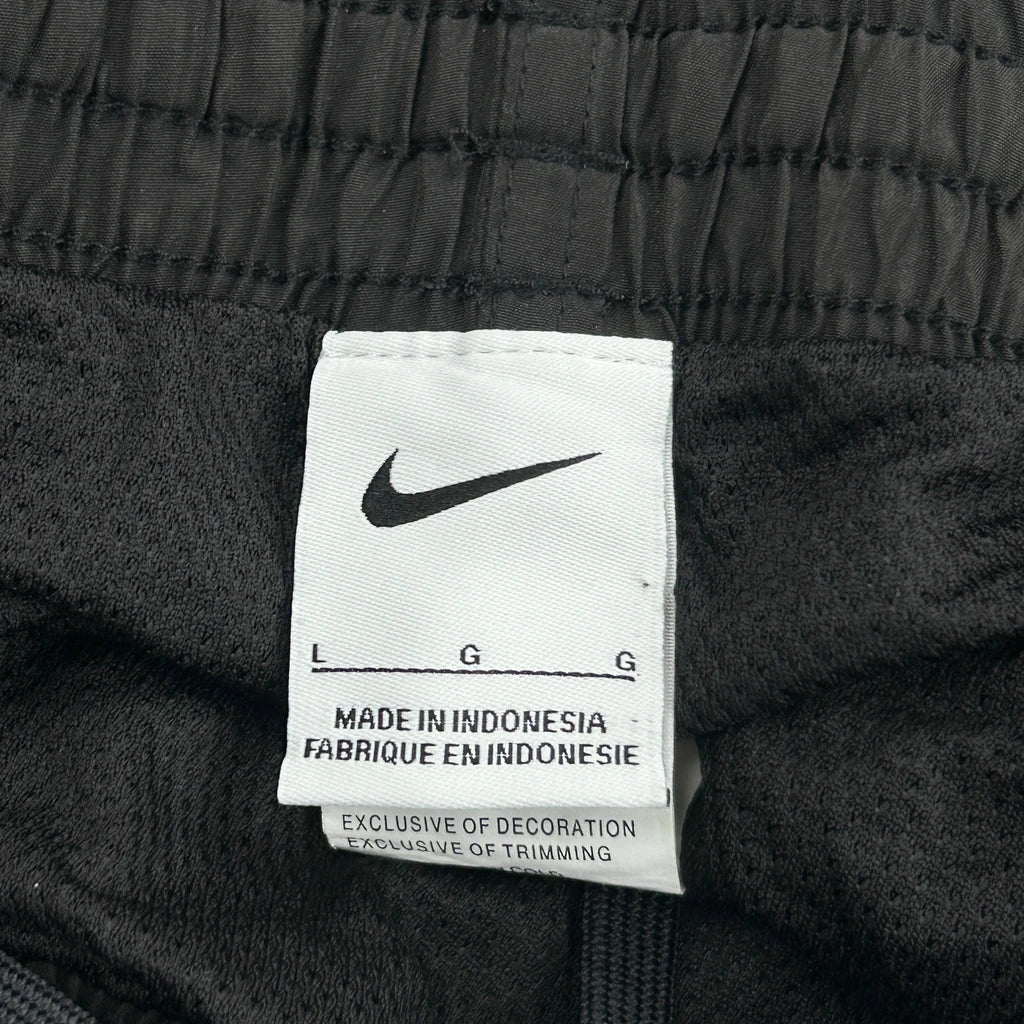 L G G
MADE IN INDONESIA
FABRIQUE EN INDONESIE
EXCLUSIVE OF DECORATION
EXCLUSIVE OF TRIMMING